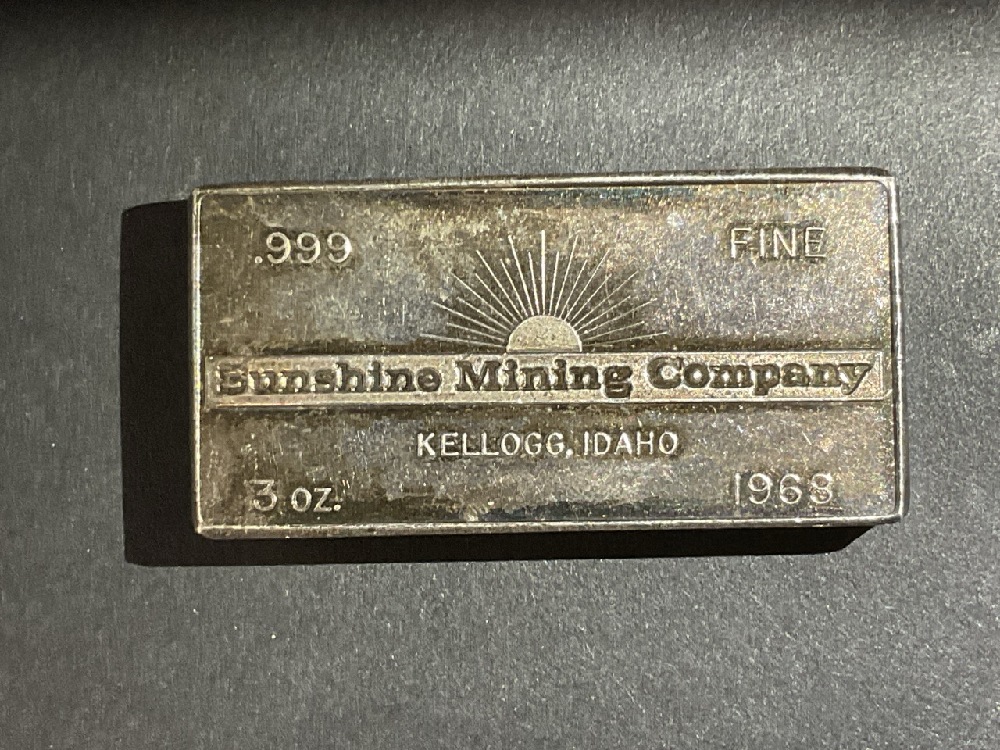 .999 FINE
Sunshine Mining Company
KELLOGG, IDAHO
3 OZ. 1968